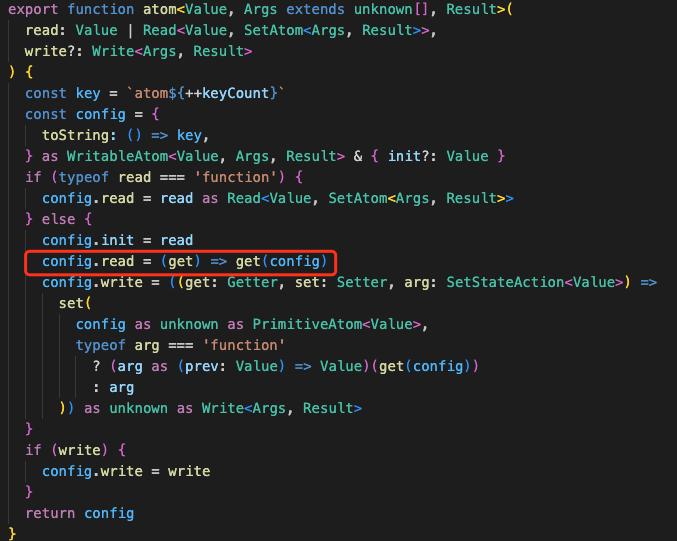 export function atom<Value, Args extends unknown[], Result>(
  read: Value | Read<Value, SetAtom<Args, Result>>,
  write?: Write<Args, Result>
) {
  const key = `atom${++keyCount}`
  const config = {
    toString: () => key,
  } as WritableAtom<Value, Args, Result> & { init?: Value }
  if (typeof read === 'function') {
    config.read = read as Read<Value, SetAtom<Args, Result>>
  } else {
    config.init = read
    config.read = (get) => get(config)
    config.write = ((get: Getter, set: Setter, arg: SetStateAction<Value>) =>
      set(
        config as unknown as PrimitiveAtom<Value>,
        typeof arg === 'function'
          ? (arg as (prev: Value) => Value)(get(config))
          : arg
      )) as unknown as Write<Args, Result>
  }
  if (write) {
    config.write = write
  }
  return config
}